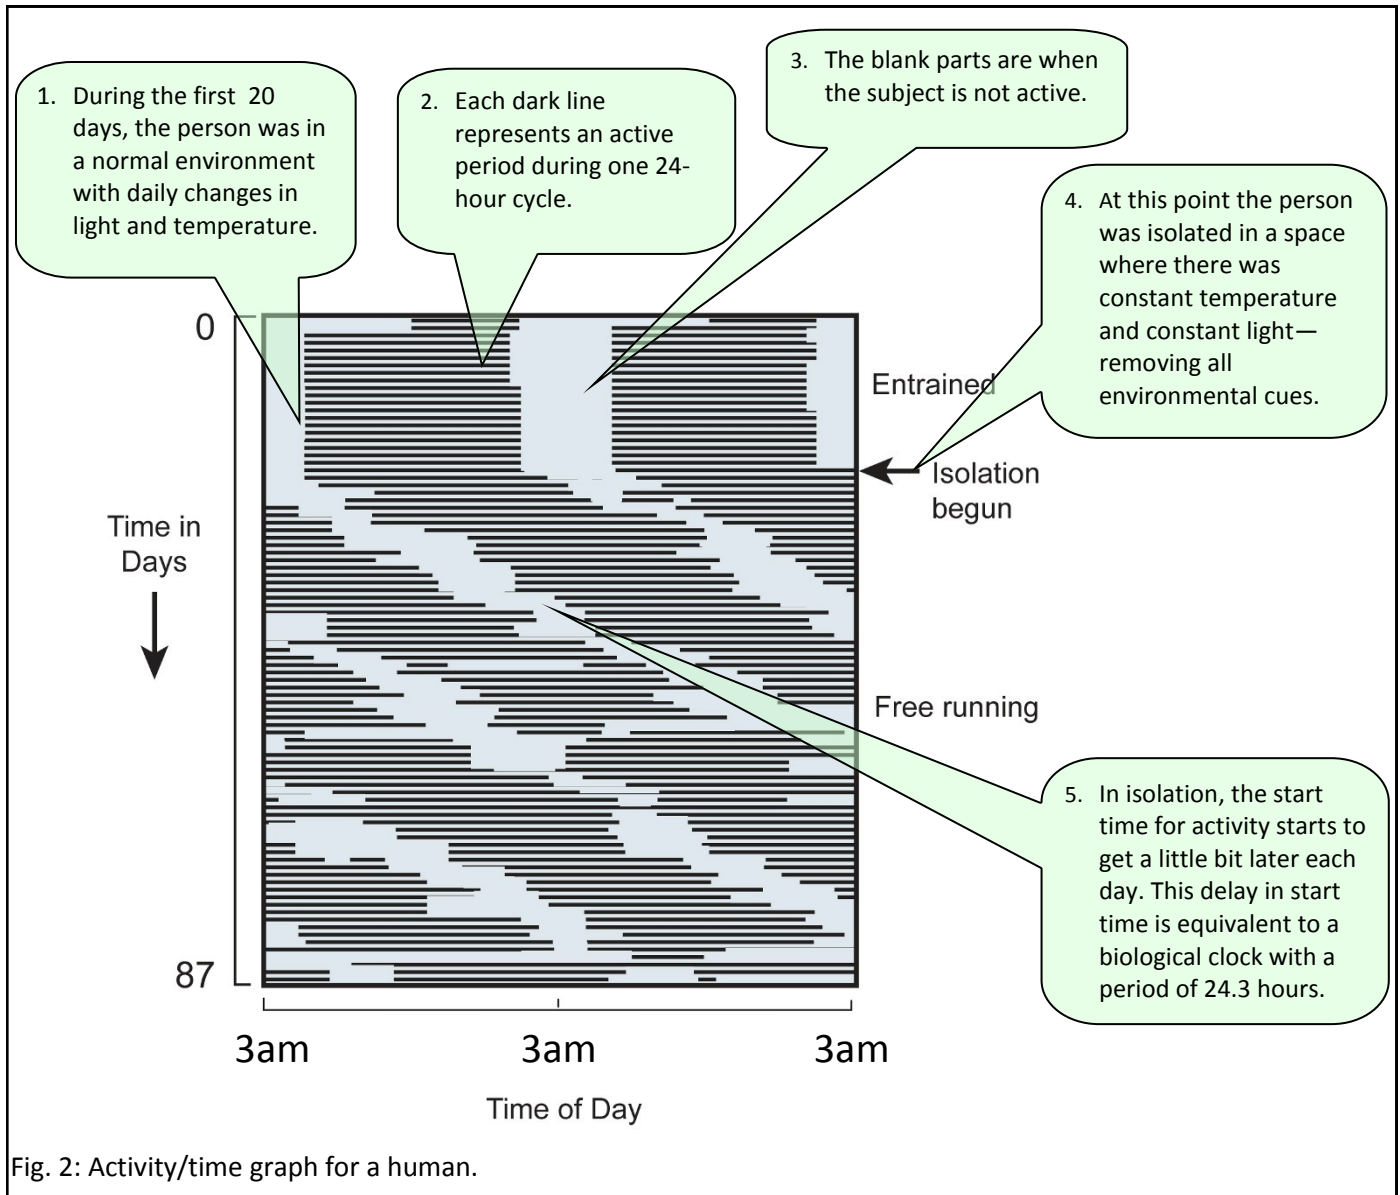 1. During the first 20
days, the person was in
a normal environment
with daily changes in
light and temperature.
2. Each dark line
represents an active
period during one 24-
hour cycle.
3. The blank parts are when
the subject is not active.
4. At this point the person
was isolated in a space
where there was
constant temperature
and constant light—
removing all
environmental cues.
0
Entrained
Isolation
begun
Time in
Days
Free running
5. In isolation, the start
time for activity starts to
get a little bit later each
day. This delay in start
time is equivalent to a
biological clock with a
period of 24.3 hours.
87
3am 3am 3am
Time of Day
Fig. 2: Activity/time graph for a human.